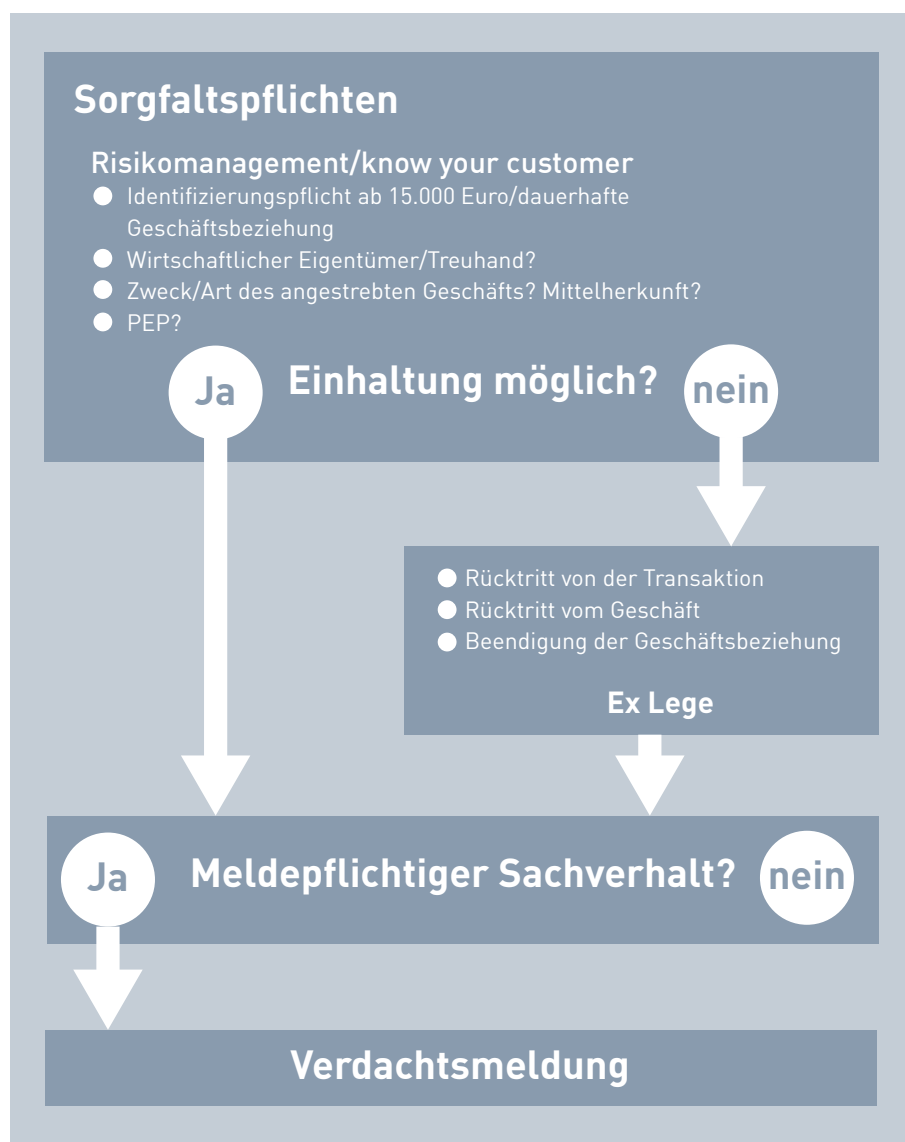 Sorgfaltspflichten
Risikomanagement/know your customer
● Identifizierungspflicht ab 15.000 Euro/dauerhafte
Geschäftsbeziehung
● Wirtschaftlicher Eigentümer/Treuhand?
● Zweck/Art des angestrebten Geschäfts? Mittelherkunft?
● PEP?
Ja Einhaltung möglich? nein
● Rücktritt von der Transaktion
● Rücktritt vom Geschäft
● Beendigung der Geschäftsbeziehung
Ex Lege
Ja Meldepflichtiger Sachverhalt? nein
Verdachtsmeldung